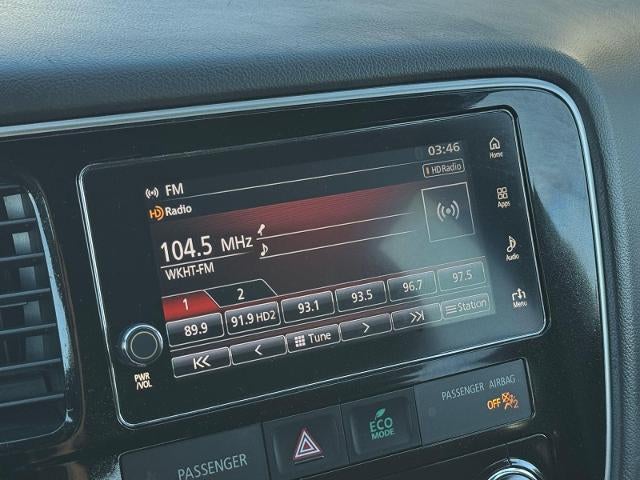 03:46
FM
HD Radio
HD Radio
104.5 MHz
WKHT-FM
1 2
89.9 91.9 HD2 93.1 93.5 96.7 97.5
Tune Station
Home
Apps
Audio
Menu
PWR
/VOL
PASSENGER AIRBAG
OFF 2
ECO
MODE
PASSENGER